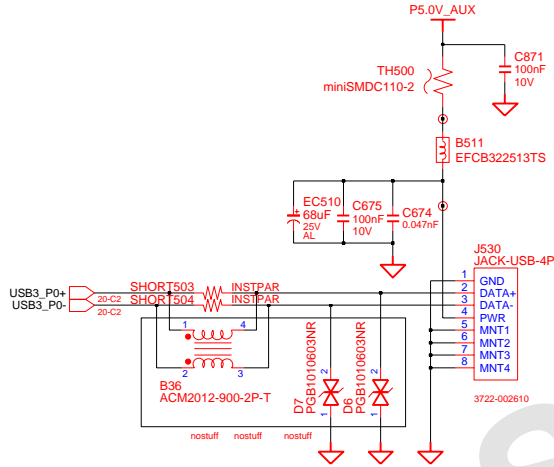 P5.0V_AUX
C871
100nF
10V
TH500
miniSMDC110-2
B511
EFCB322513TS
EC510
68uF
25V
AL
C675
100nF
10V
C674
0.047nF
J530
JACK-USB-4P
USB3_P0+
USB3_P0-
20-C2
20-C2
SHORT503
INSTPAR
SHORT504
INSTPAR
1 GND
2 DATA+
3 DATA-
4 PWR
5 MNT1
6 MNT2
7 MNT3
8 MNT4
3722-002610
1
4
2
3
B36
ACM2012-900-2P-T
D7
PGB1010603NR
2
1
D6
PGB1010603NR
2
1
nostuff nostuff nostuff